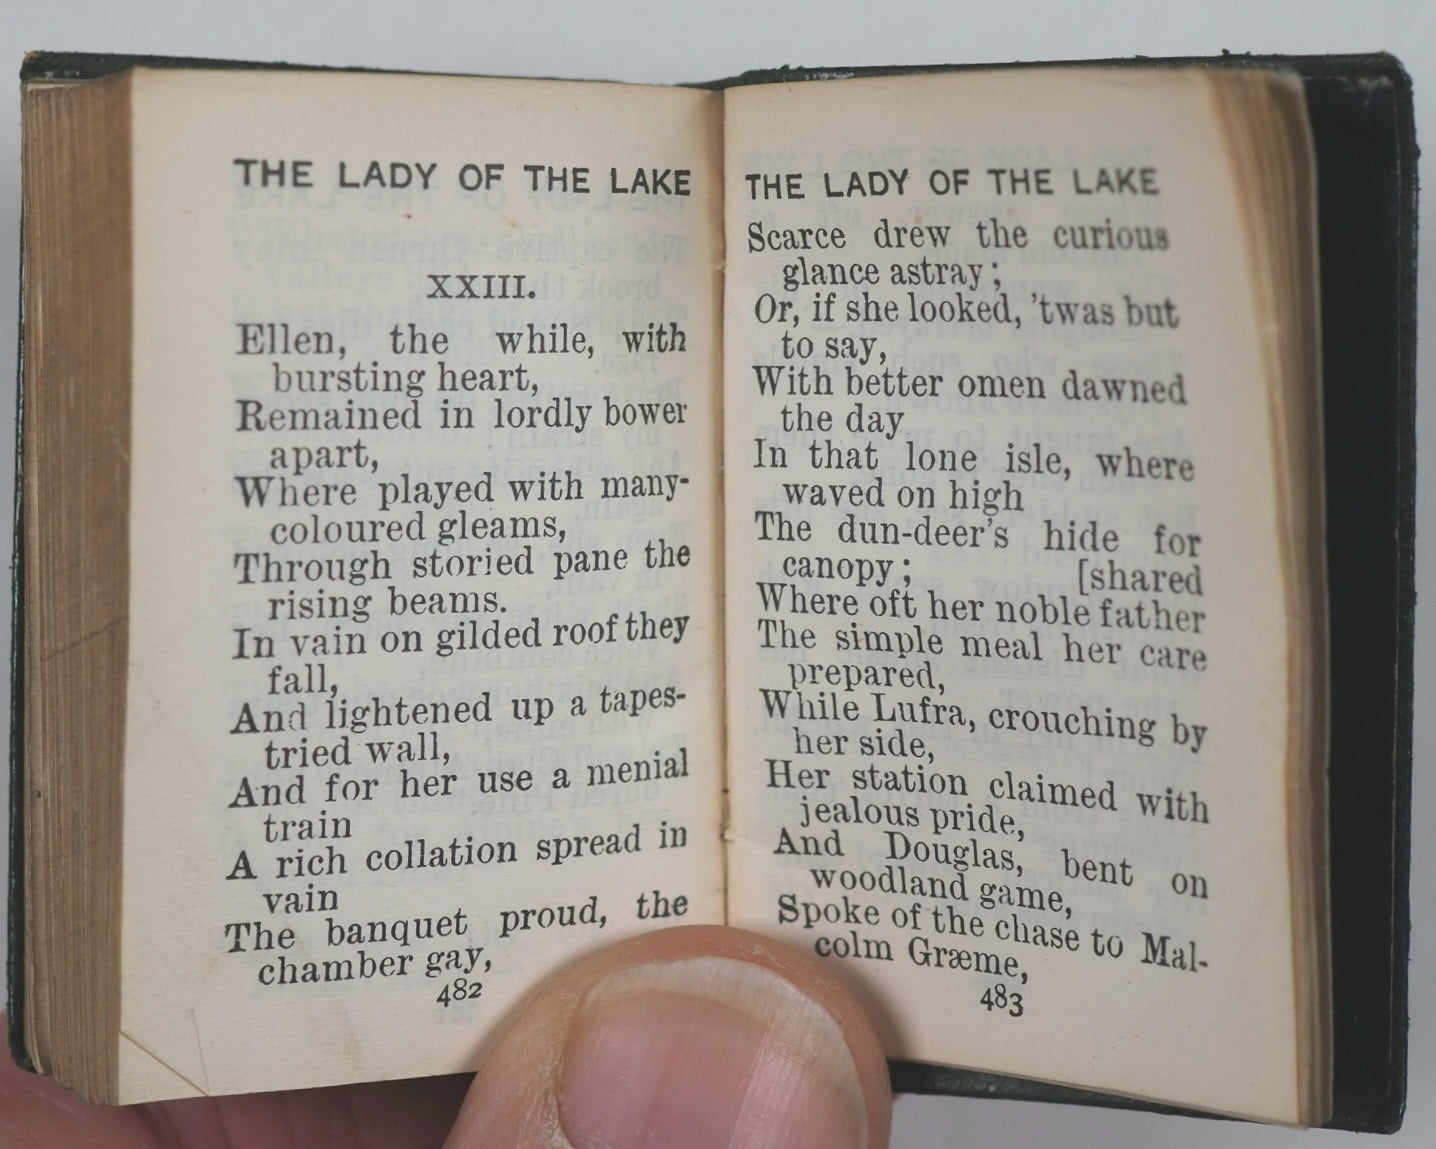 THE LADY OF THE LAKE
XXIII.
Ellen, the while, with
bursting heart,
Remained in lordly bower
apart,
Where played with many-
coloured gleams,
Through storied pane the
rising beams.
In vain on gilded roof they
fall,
And lightened up a tapes-
tried wall,
And for her use a menial
train
A rich collation spread in
vain
The banquet proud, the
chamber gay,
482
THE LADY OF THE LAKE
Scarce drew the curious
glance astray;
Or, if she looked, 'twas but
to say,
With better omen dawned
the day
In that lone isle, where
waved on high
The dun-deer's hide for
canopy; [shared
Where oft her noble father
The simple meal her care
prepared,
While Lufra, crouching by
her side,
Her station claimed with
jealous pride,
And Douglas, bent on
woodland game,
Spoke of the chase to Mal-
colm Græme,
483